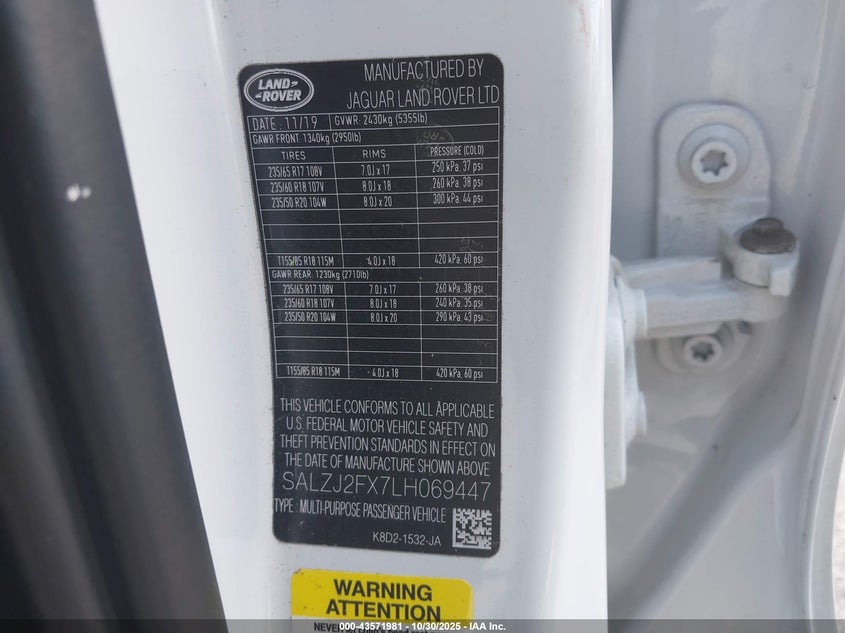 LAND-
-ROVER
MANUFACTURED BY
JAGUAR LAND ROVER LTD
DATE : 11/19 GVWR: 2430kg (5355lb)
GAWR FRONT: 1340kg (2950lb)
TIRES RIMS PRESSURE (COLD)
235/65 R17 108V 7.0J x 17 250 kPa, 37 psi
235/60 R18 107V 8.0J x 18 260 kPa, 38 psi
235/50 R20 104W 8.0J x 20 300 kPa, 44 psi
T155/85 R18 115M 4.0J x 18 420 kPa, 60 psi
GAWR REAR: 1230kg (2710lb)
235/65 R17 108V 7.0J x 17 260 kPa, 38 psi
235/60 R18 107V 8.0J x 18 240 kPa, 35 psi
235/50 R20 104W 8.0J x 20 290 kPa, 43 psi
T155/85 R18 115M 4.0J x 18 420 kPa, 60 psi
THIS VEHICLE CONFORMS TO ALL APPLICABLE
U.S. FEDERAL MOTOR VEHICLE SAFETY AND
THEFT PREVENTION STANDARDS IN EFFECT ON
THE DATE OF MANUFACTURE SHOWN ABOVE
SALZJ2FX7LH069447
TYPE : MULTI-PURPOSE PASSENGER VEHICLE
K8D2-1532-JA
WARNING
ATTENTION
000-43571981 - 10/30/2025 - IAA Inc.